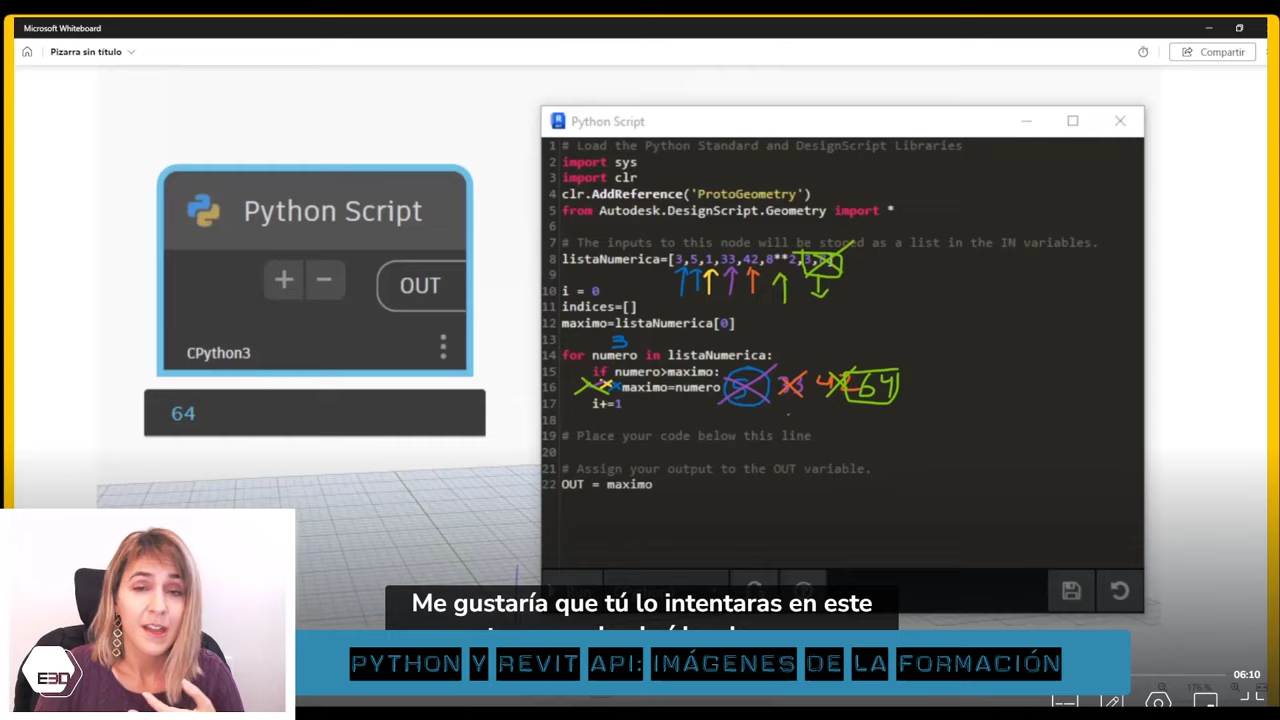 Microsoft Whiteboard
Pizarra sin título
Compartir
Python Script
1 # Load the Python Standard and DesignScript Libraries
2 import sys
3 import clr
4 clr.AddReference('ProtoGeometry')
5 from Autodesk.DesignScript.Geometry import *
6
7 # The inputs to this node will be stored as a list in the IN variables.
8 listaNumerica=[3,5,1,33,42,8**2,3,
9
10 i = 0
11 indices=[]
12 maximo=listaNumerica[0]
13
3
14 for numero in listaNumerica:
15 if numero>maximo:
16 maximo=numero 5 33 42 64
17 i+=1
18
19 # Place your code below this line
20
21 # Assign your output to the OUT variable.
22 OUT = maximo
Python Script
+ −
OUT
CPython3
64
Me gustaría que tú lo intentaras en este
PYTHON Y REVIT API: IMÁGENES DE LA FORMACIÓN
E3D
06:10
176 %